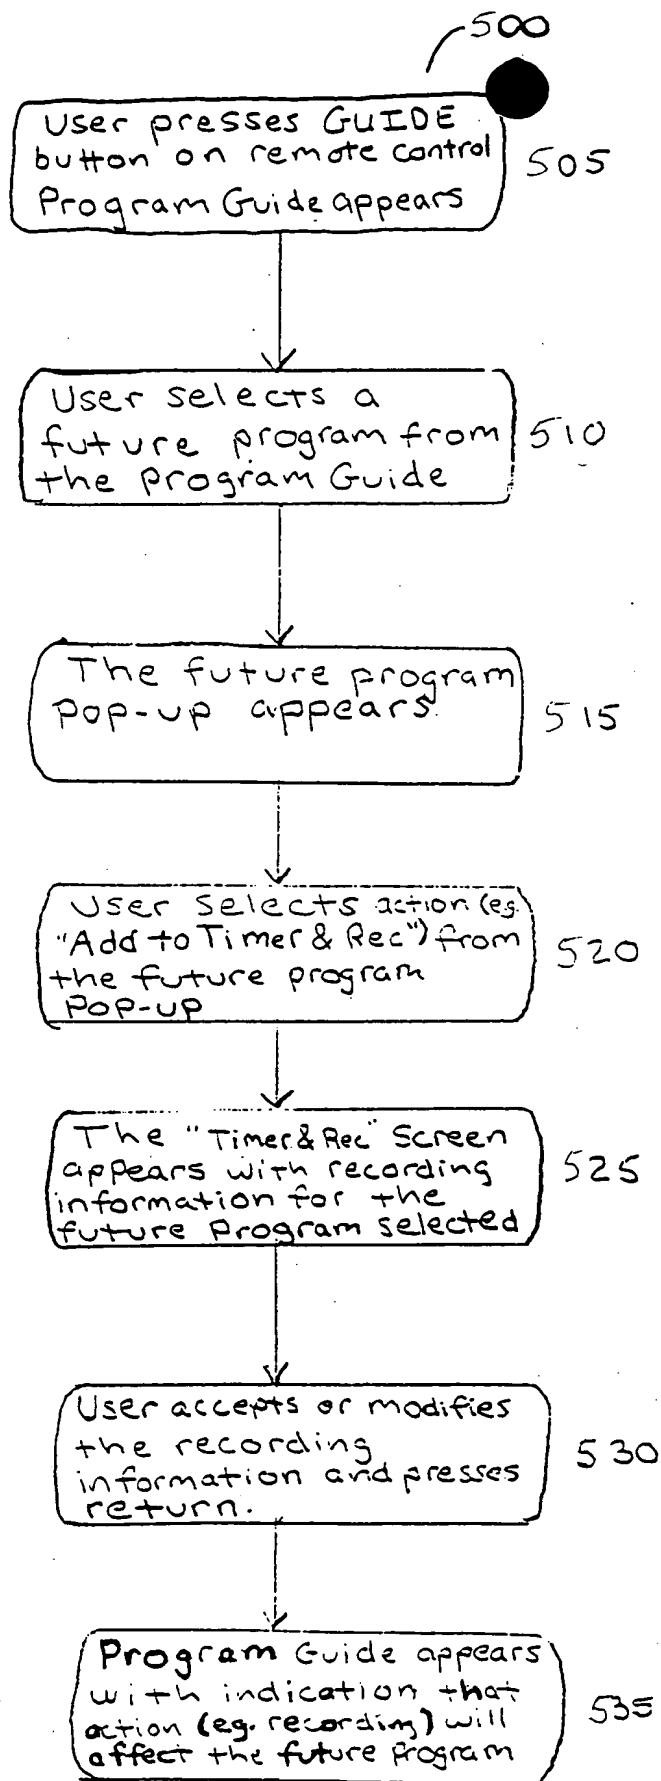 500
User presses GUIDE
button on remote control
Program Guide appears
505
User selects a
future program from
the program Guide
510
The future program
Pop-up appears.
515
User selects action (eg.
"Add to Timer & Rec") from
the future program
Pop-up
520
The "Timer & Rec" Screen
appears with recording
information for the
future Program selected
525
User accepts or modifies
the recording
information and presses
return.
530
Program Guide appears
with indication that
action (eg. recording) will
affect the future Program
535